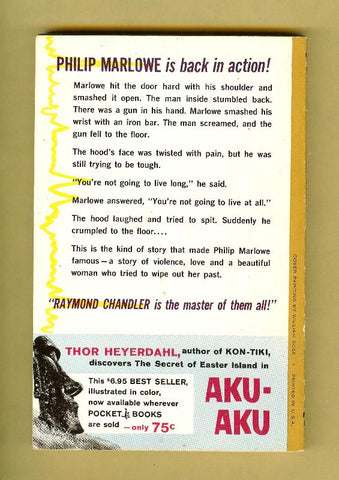 PHILIP MARLOWE is back in action!
Marlowe hit the door hard with his shoulder and
smashed it open. The man inside stumbled back.
There was a gun in his hand. Marlowe smashed his
wrist with an iron bar. The man screamed, and the
gun fell to the floor.
The hood's face was twisted with pain, but he was
still trying to be tough.
"You're not going to live long," he said.
Marlowe answered, "You're not going to live at all."
The hood laughed and tried to spit. Suddenly he
crumpled to the floor....
This is the kind of story that made Philip Marlowe
famous—a story of violence, love and a beautiful
woman who tried to wipe out her past.
"RAYMOND CHANDLER is the master of them all!"
THOR HEYERDAHL, author of KON-TIKI,
discovers The Secret of Easter Island in
This $6.95 BEST SELLER,
illustrated in color,
now available wherever
POCKET BOOKS
are sold —only 75c
AKU-
AKU
COVER PAINTING BY WILLIAM ROSE • PRINTED IN U.S.A.